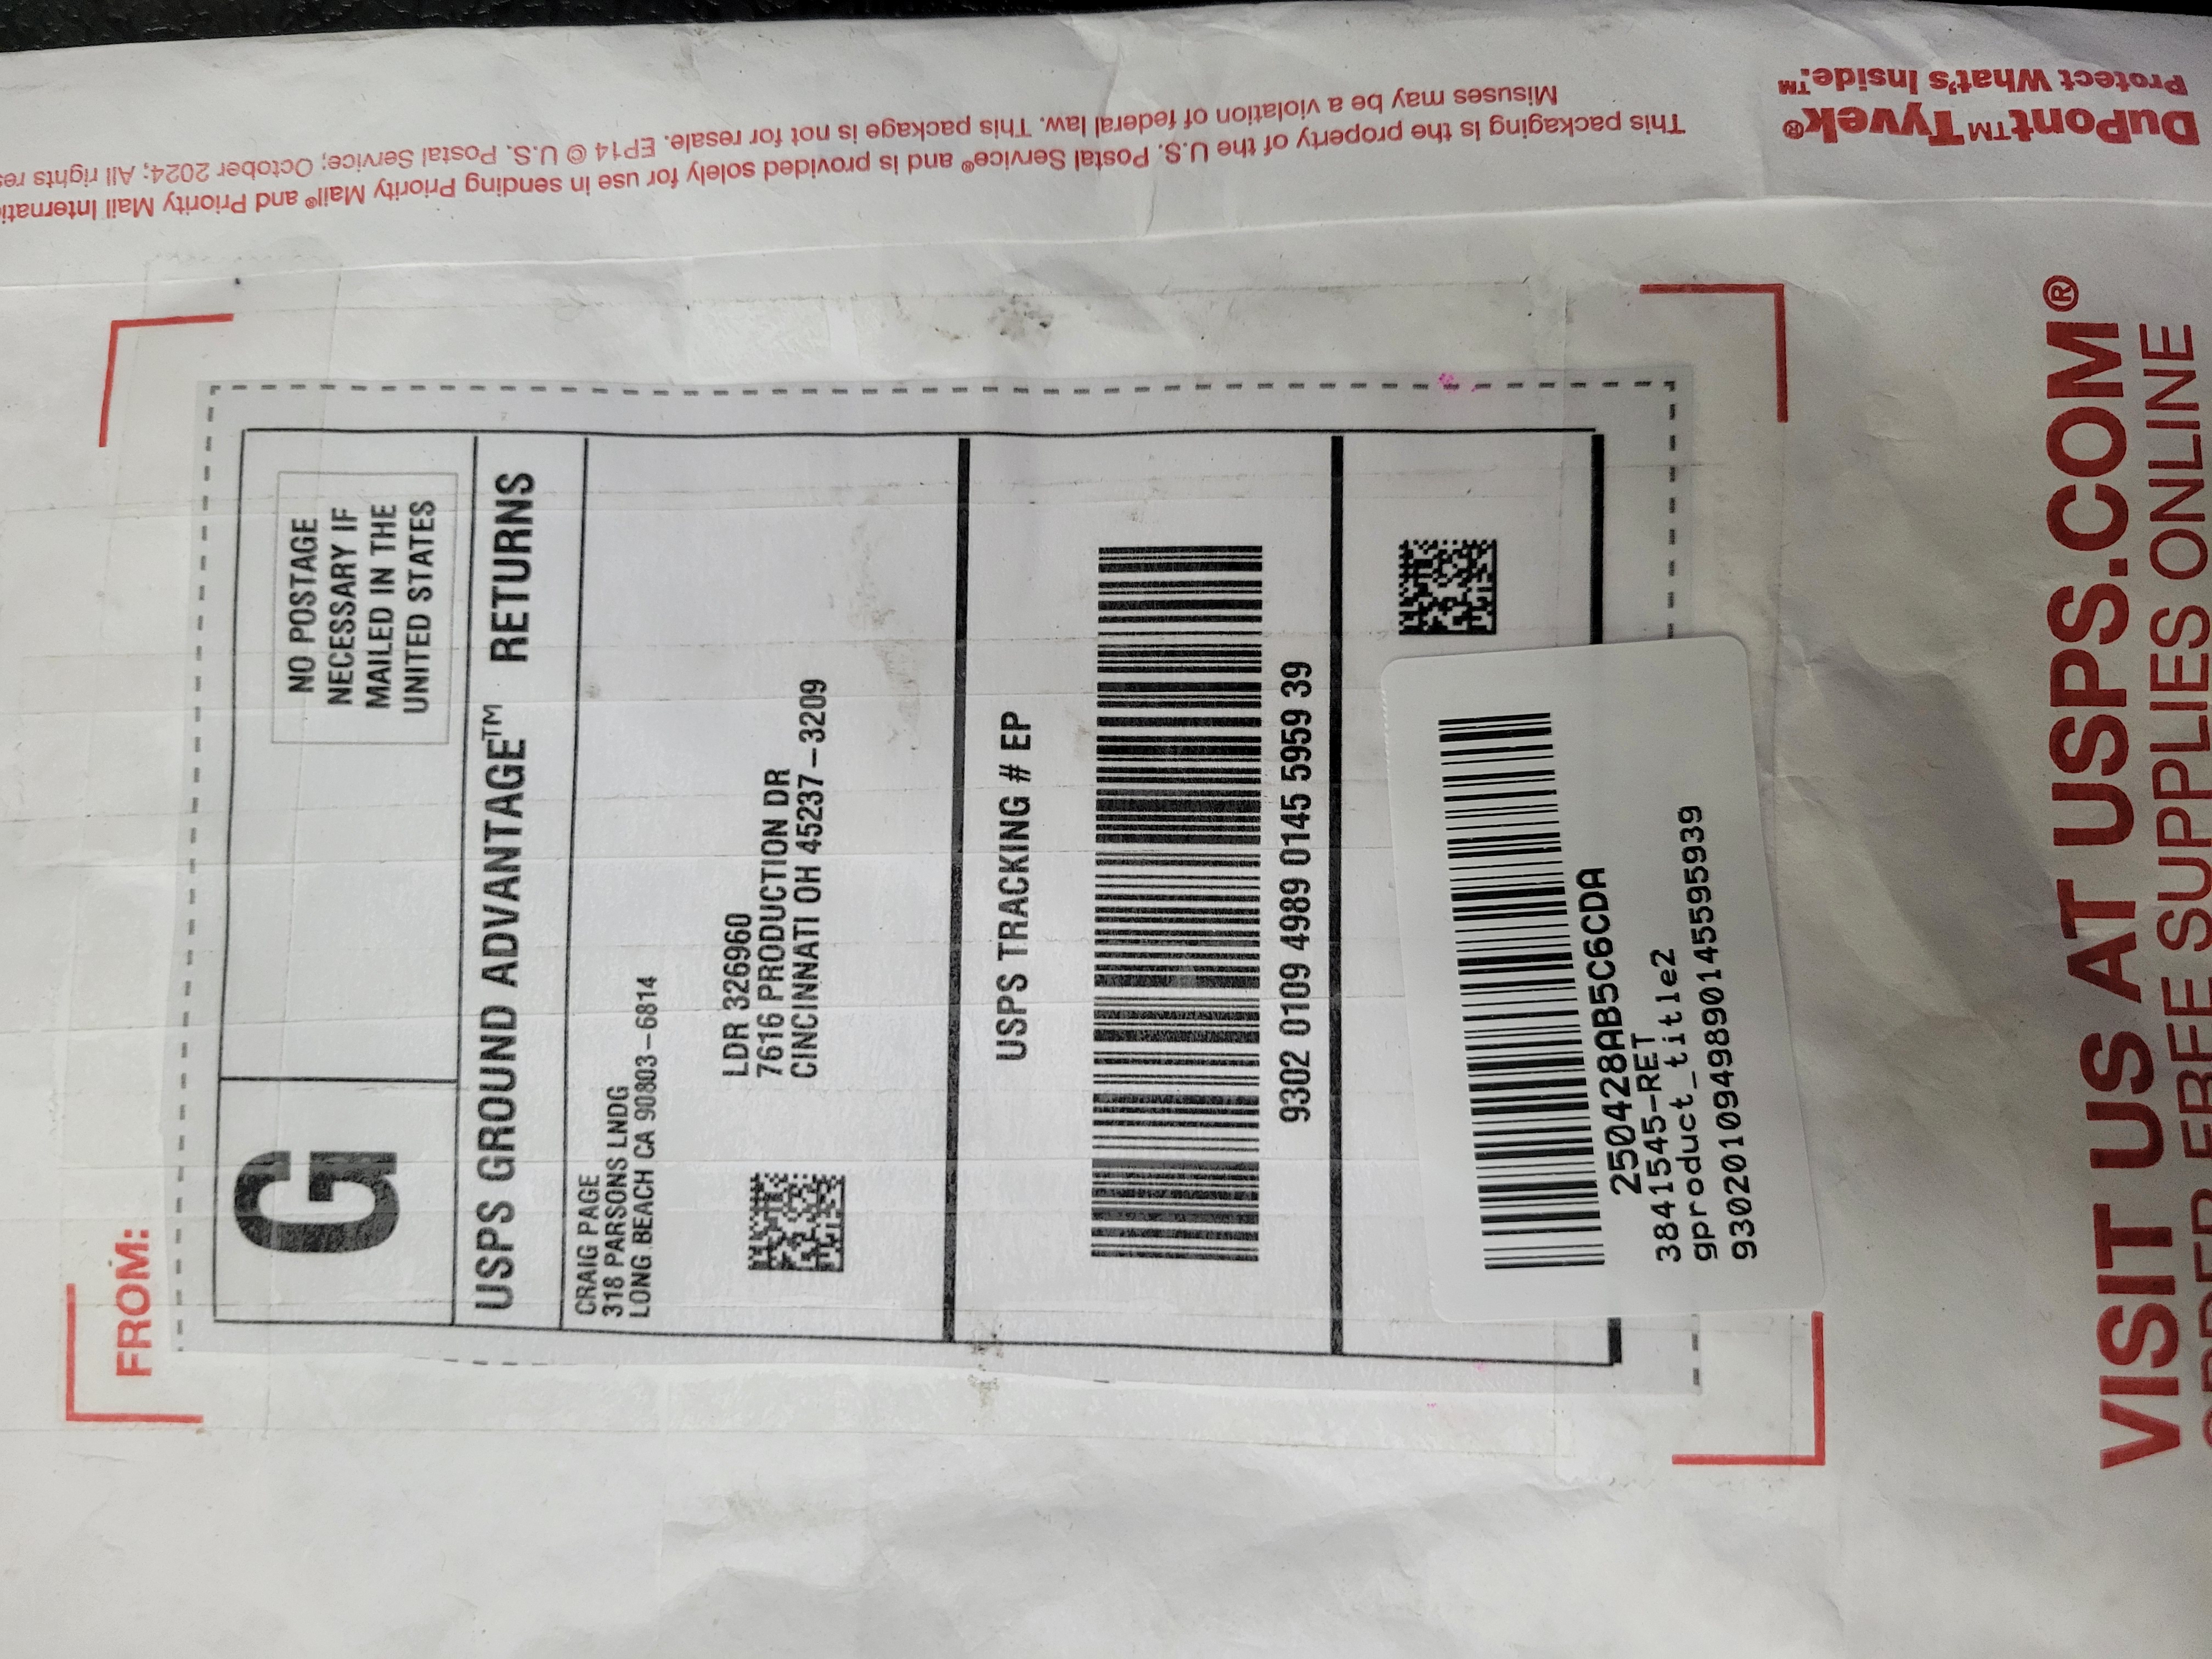 DuPont™ Tyvek®
Protect What's Inside.™
This packaging is the property of the U.S. Postal Service® and is provided solely for use in sending Priority Mail® and Priority Mail Internati
Misuses may be a violation of federal law. This package is not for resale. EP14 © U.S. Postal Service; October 2024; All rights res
FROM:
G
NO POSTAGE
NECESSARY IF
MAILED IN THE
UNITED STATES
USPS GROUND ADVANTAGE™ RETURNS
CRAIG PAGE
318 PARSONS LNDG
LONG BEACH CA 90803-6814
LDR 326960
7616 PRODUCTION DR
CINCINNATI OH 45237-3209
USPS TRACKING # EP
9302 0109 4989 0145 5959 39
250428AB5C6CDA
3841545-RET
gproduct_title2
9302010949890145595939
VISIT US AT USPS.COM®
ORDER FREE SUPPLIES ONLINE